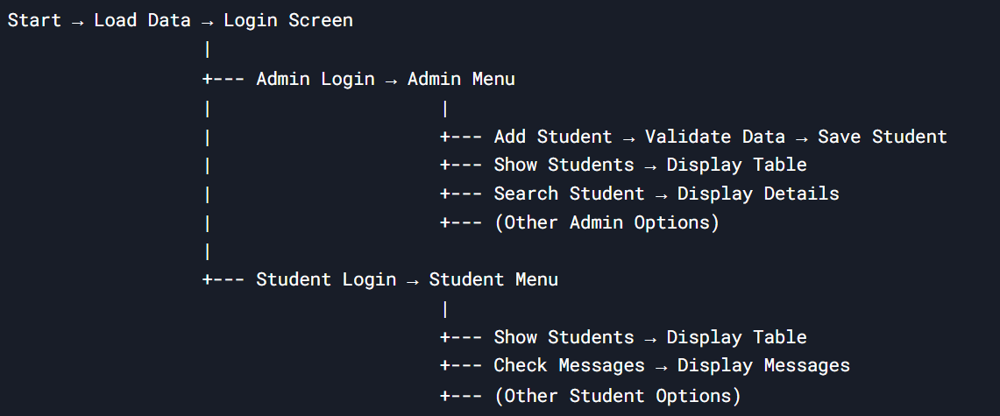 Start → Load Data → Login Screen
                  |
                  +--- Admin Login → Admin Menu
                  |                     |
                  |                     +--- Add Student → Validate Data → Save Student
                  |                     +--- Show Students → Display Table
                  |                     +--- Search Student → Display Details
                  |                     +--- (Other Admin Options)
                  |
                  +--- Student Login → Student Menu
                                        |
                                        +--- Show Students → Display Table
                                        +--- Check Messages → Display Messages
                                        +--- (Other Student Options)